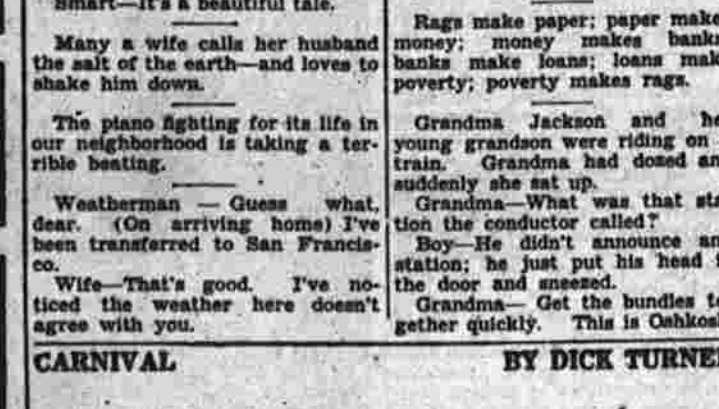 Smart—It's a beautiful tale.
Many a wife calls her husband
the salt of the earth—and loves to
shake him down.
The piano fighting for its life in
our neighborhood is taking a ter-
rible beating.
Weatherman — Guess what,
dear. (On arriving home) I've
been transferred to San Francis-
co.
Wife—That's good. I've no-
ticed the weather here doesn't
agree with you.
Rags make paper; paper make
money; money makes bank
banks make loans; loans mak
poverty; poverty makes rags.
Grandma Jackson and he
young grandson were riding on
train. Grandma had dozed an
suddenly she sat up.
Grandma—What was that sta
tion the conductor called?
Boy—He didn't announce an
station; he just put his head i
the door and sneezed.
Grandma— Get the bundles t
gether quickly. This is Oshkos
CARNIVAL BY DICK TURNE